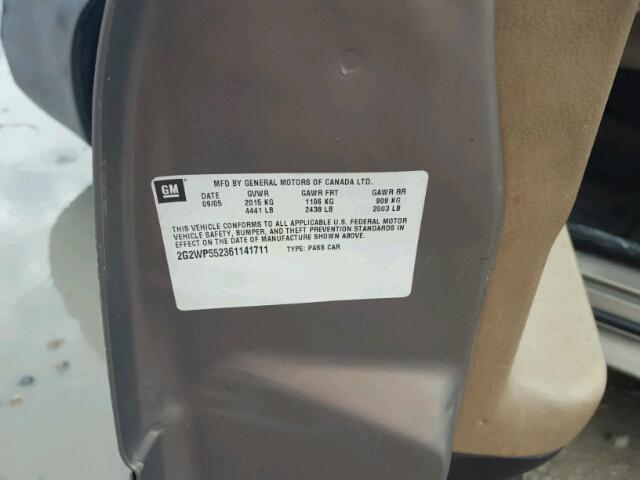 GM
MFD BY GENERAL MOTORS OF CANADA LTD.
DATE GVWR GAWR FRT GAWR RR
09/05 2015 KG 1106 KG 909 KG
4441 LB 2438 LB 2003 LB
THIS VEHICLE CONFORMS TO ALL APPLICABLE U.S. FEDERAL MOTOR
VEHICLE SAFETY, BUMPER, AND THEFT PREVENTION STANDARDS IN
EFFECT ON THE DATE OF MANUFACTURE SHOWN ABOVE.
2G2WP552361141711 TYPE: PASS CAR